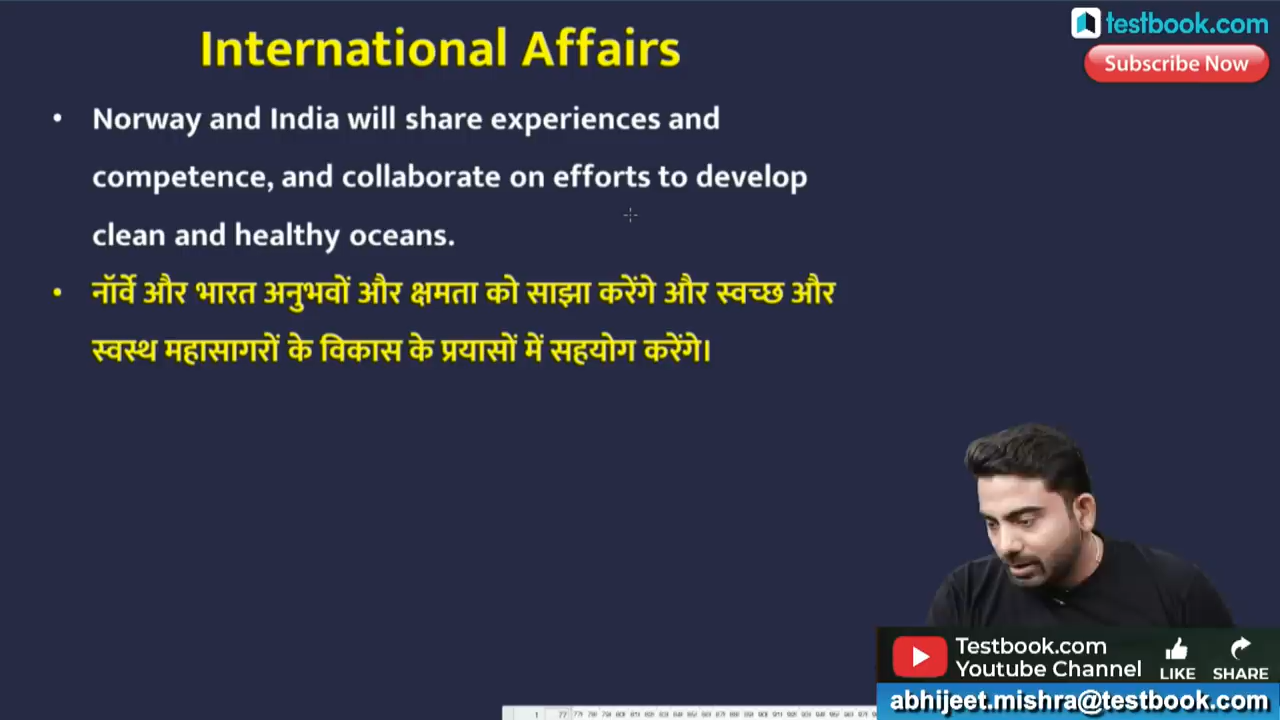 International Affairs
testbook.com
Subscribe Now
• Norway and India will share experiences and
competence, and collaborate on efforts to develop
clean and healthy oceans.
• नॉर्वे और भारत अनुभवों और क्षमता को साझा करेंगे और स्वच्छ और
स्वस्थ महासागरों के विकास के प्रयासों में सहयोग करेंगे।
Testbook.com
Youtube Channel
LIKE
SHARE
abhijeet.mishra@testbook.com